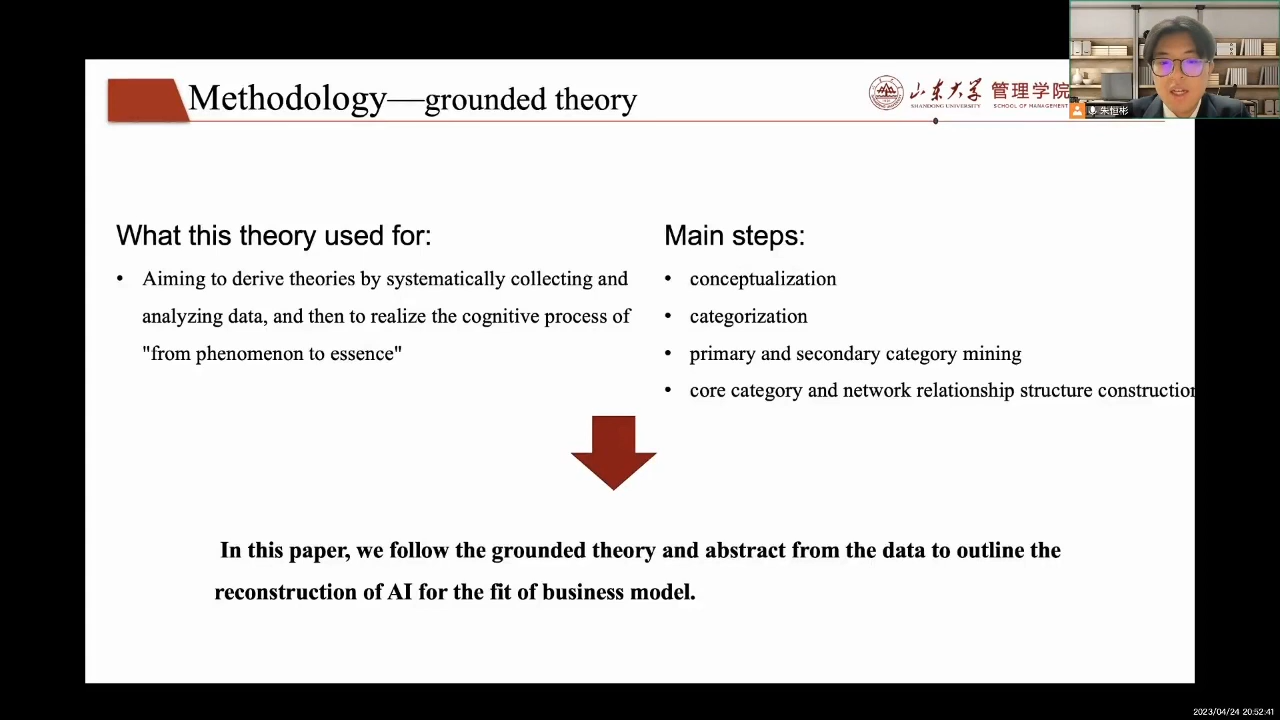 Methodology—grounded theory
山东大学
SHANDONG UNIVERSITY
管理学院
SCHOOL OF MANAGEMENT
朱恒彬
What this theory used for:
• Aiming to derive theories by systematically collecting and
analyzing data, and then to realize the cognitive process of
"from phenomenon to essence"
Main steps:
• conceptualization
• categorization
• primary and secondary category mining
• core category and network relationship structure construction
In this paper, we follow the grounded theory and abstract from the data to outline the
reconstruction of AI for the fit of business model.
2023/04/24 20:52:41